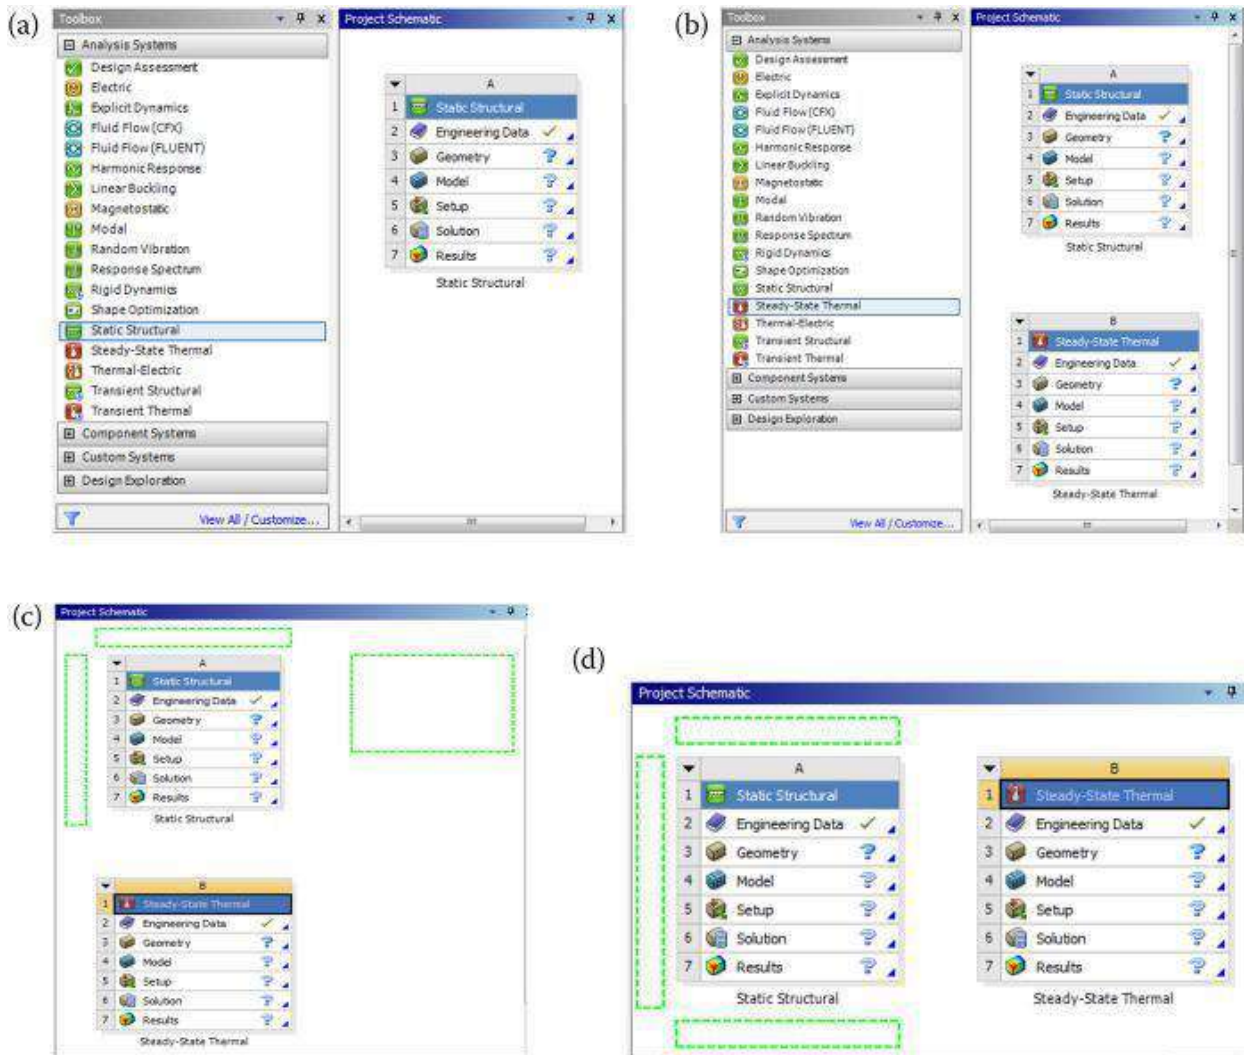 (a)
Toolbox
Analysis Systems
Design Assessment
Electric
Explicit Dynamics
Fluid Flow (CFX)
Fluid Flow (FLUENT)
Harmonic Response
Linear Buckling
Magnetostatic
Modal
Random Vibration
Response Spectrum
Rigid Dynamics
Shape Optimization
Static Structural
Steady-State Thermal
Thermal-Electric
Transient Structural
Transient Thermal
Component Systems
Custom Systems
Design Exploration
View All / Customize...
Project Schematic
A
1 Static Structural
2 Engineering Data
3 Geometry
4 Model
5 Setup
6 Solution
7 Results
Static Structural
(b)
Toolbox
Analysis Systems
Design Assessment
Electric
Explicit Dynamics
Fluid Flow (CFX)
Fluid Flow (FLUENT)
Harmonic Response
Linear Buckling
Magnetostatic
Modal
Random Vibration
Response Spectrum
Rigid Dynamics
Shape Optimization
Static Structural
Steady-State Thermal
Thermal-Electric
Transient Structural
Transient Thermal
Component Systems
Custom Systems
Design Exploration
View All / Customize...
Project Schematic
A
1 Static Structural
2 Engineering Data
3 Geometry
4 Model
5 Setup
6 Solution
7 Results
Static Structural
B
1 Steady-State Thermal
2 Engineering Data
3 Geometry
4 Model
5 Setup
6 Solution
7 Results
Steady-State Thermal
(c)
Project Schematic
A
1 Static Structural
2 Engineering Data
3 Geometry
4 Model
5 Setup
6 Solution
7 Results
Static Structural
B
1 Steady-State Thermal
2 Engineering Data
3 Geometry
4 Model
5 Setup
6 Solution
7 Results
Steady-State Thermal
(d)
Project Schematic
A
1 Static Structural
2 Engineering Data
3 Geometry
4 Model
5 Setup
6 Solution
7 Results
Static Structural
B
1 Steady-State Thermal
2 Engineering Data
3 Geometry
4 Model
5 Setup
6 Solution
7 Results
Steady-State Thermal